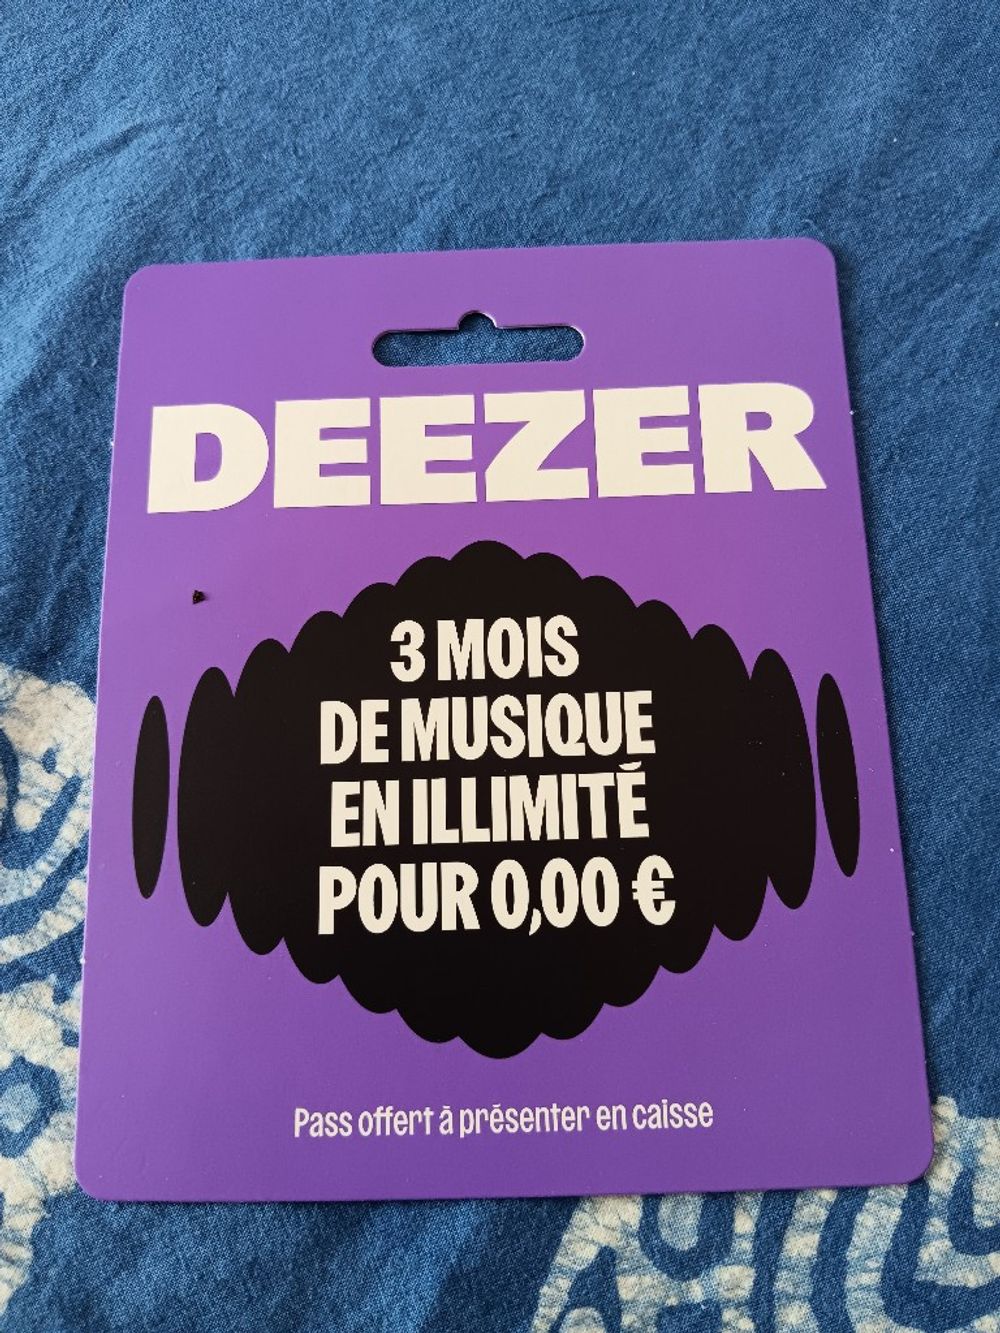 DEEZER
3 MOIS
DE MUSIQUE
EN ILLIMITÉ
POUR 0,00 €
Pass offert à présenter en caisse